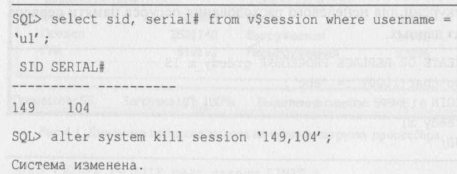 SQL> select sid, serial# from v$session where username =
‘u1’;
SID SERIAL#
---------- ----------
149 104
SQL> alter system kill session ‘149,104’;
Система изменена.